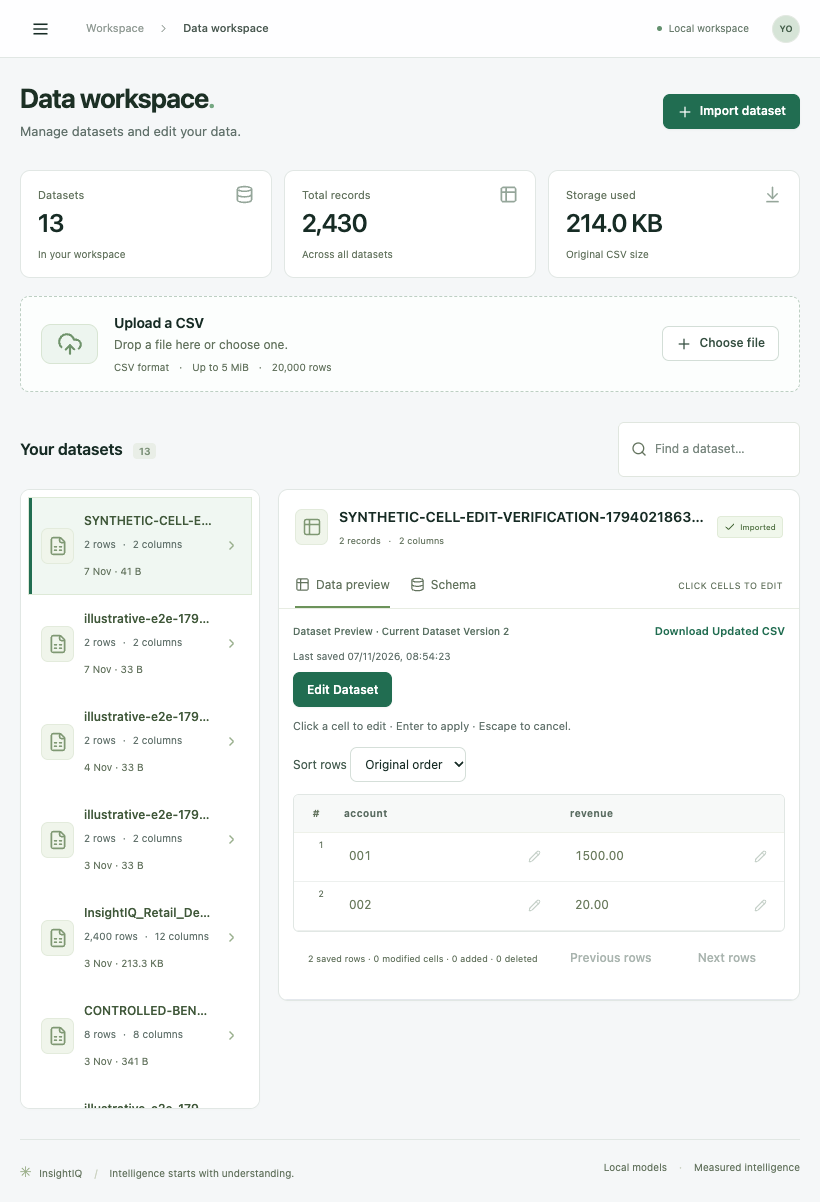 Workspace > Data workspace
Local workspace
YO
Data workspace.
Manage datasets and edit your data.
Import dataset
Datasets
13
In your workspace
Total records
2,430
Across all datasets
Storage used
214.0 KB
Original CSV size
Upload a CSV
Drop a file here or choose one.
CSV format · Up to 5 MiB · 20,000 rows
Choose file
Your datasets 13
Find a dataset...
SYNTHETIC-CELL-E...
2 rows · 2 columns
7 Nov · 41 B
illustrative-e2e-179...
2 rows · 2 columns
7 Nov · 33 B
illustrative-e2e-179...
2 rows · 2 columns
4 Nov · 33 B
illustrative-e2e-179...
2 rows · 2 columns
3 Nov · 33 B
InsightIQ_Retail_De...
2,400 rows · 12 columns
3 Nov · 213.3 KB
CONTROLLED-BEN...
8 rows · 8 columns
3 Nov · 341 B
illustrative-e2e-179...
SYNTHETIC-CELL-EDIT-VERIFICATION-1794021863...
2 records · 2 columns
Imported
Data preview
Schema
CLICK CELLS TO EDIT
Dataset Preview · Current Dataset Version 2
Download Updated CSV
Last saved 07/11/2026, 08:54:23
Edit Dataset
Click a cell to edit · Enter to apply · Escape to cancel.
Sort rows Original order
# account revenue
1 001 1500.00
2 002 20.00
2 saved rows · 0 modified cells · 0 added · 0 deleted
Previous rows
Next rows
InsightIQ / Intelligence starts with understanding.
Local models · Measured intelligence